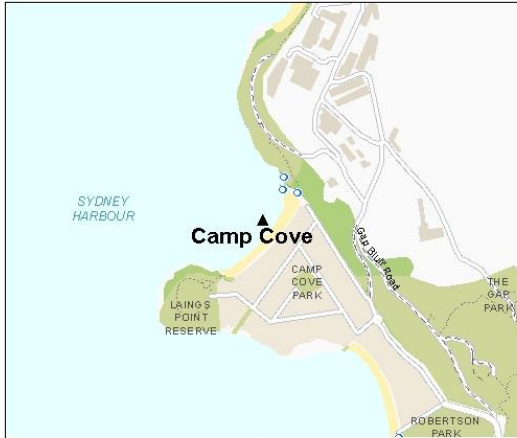 SYDNEY
HARBOUR
Camp Cove
Gap Bluff Road
CAMP
COVE
PARK
THE
GAP
PARK
LAINGS
POINT
RESERVE
ROBERTSON
PARK